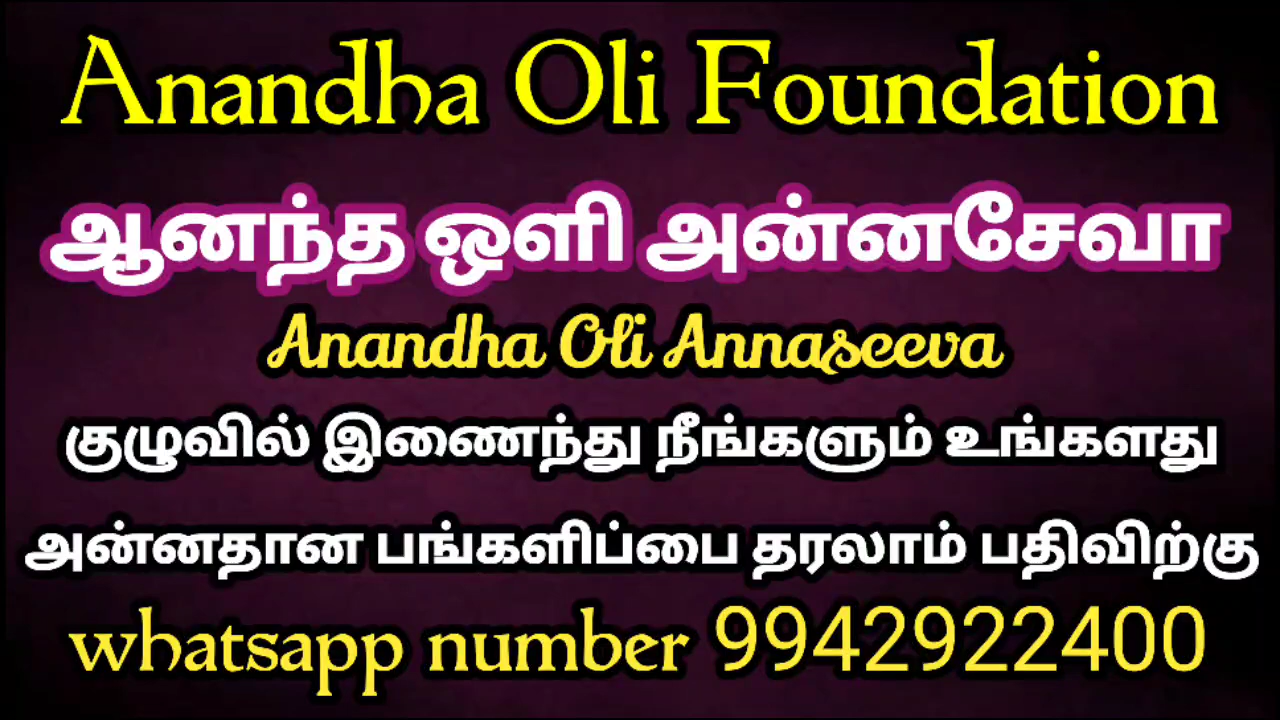 Anandha Oli Foundation
ஆனந்த ஒளி அன்னசேவா
Anandha Oli Annaseeva
குழுவில் இணைந்து நீங்களும் உங்களது
அன்னதான பங்களிப்பை தரலாம் பதிவிற்கு
whatsapp number 9942922400